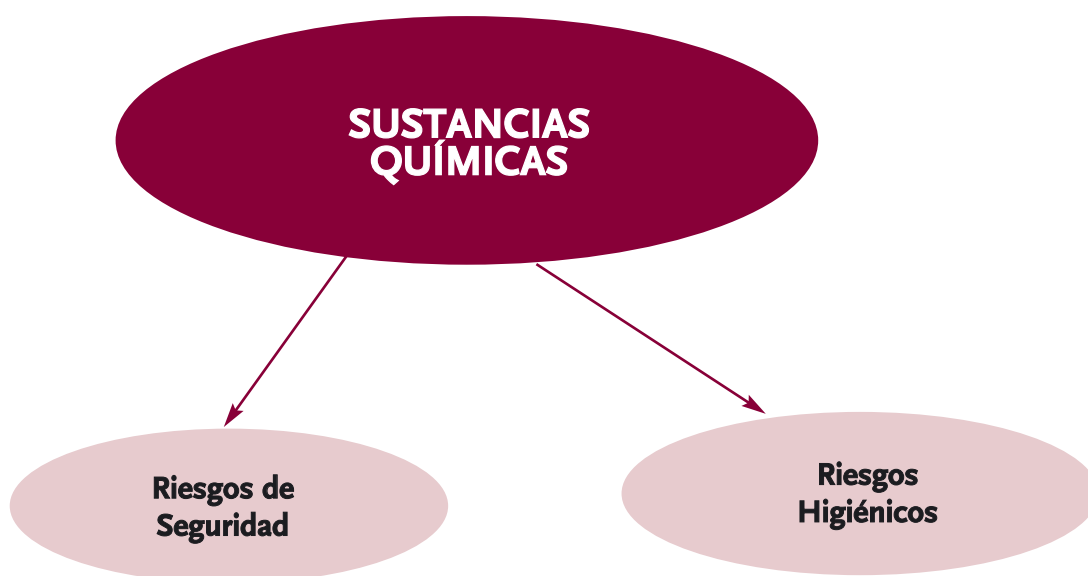 SUSTANCIAS
QUÍMICAS
Riesgos de
Seguridad
Riesgos
Higiénicos